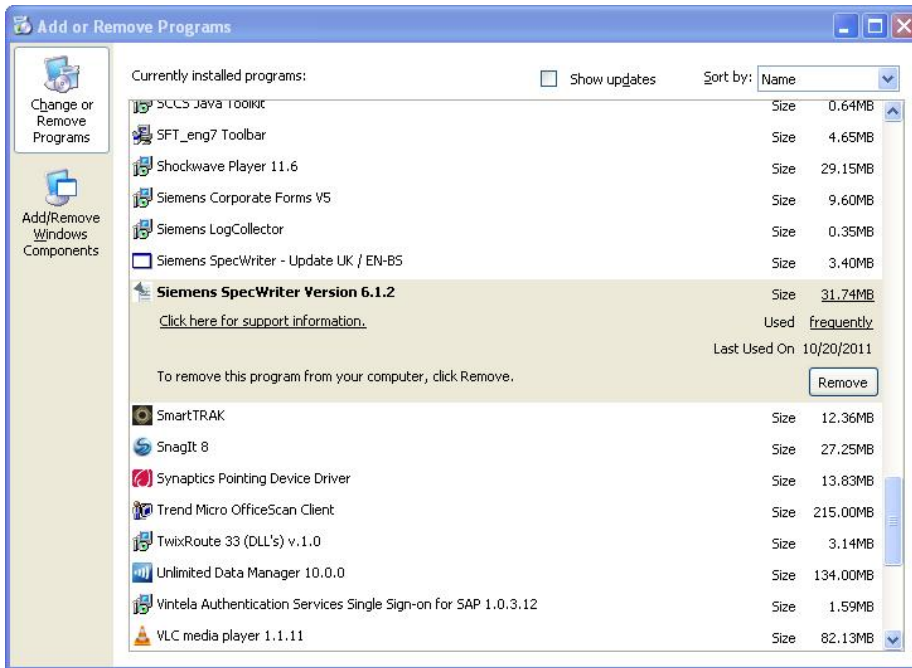 Add or Remove Programs
Change or
Remove
Programs
Add/Remove
Windows
Components
Currently installed programs:
Show updates
Sort by: Name
SCCS Java Toolkit Size 0.64MB
SFT_eng7 Toolbar Size 4.65MB
Shockwave Player 11.6 Size 29.15MB
Siemens Corporate Forms V5 Size 9.60MB
Siemens LogCollector Size 0.35MB
Siemens SpecWriter - Update UK / EN-BS Size 3.40MB
Siemens SpecWriter Version 6.1.2 Size 31.74MB
Click here for support information. Used frequently
Last Used On 10/20/2011
To remove this program from your computer, click Remove. Remove
SmartTRAK Size 12.36MB
SnagIt 8 Size 27.25MB
Synaptics Pointing Device Driver Size 13.83MB
Trend Micro OfficeScan Client Size 215.00MB
TwixRoute 33 (DLL's) v.1.0 Size 3.14MB
Unlimited Data Manager 10.0.0 Size 134.00MB
Vintela Authentication Services Single Sign-on for SAP 1.0.3.12 Size 1.59MB
VLC media player 1.1.11 Size 82.13MB